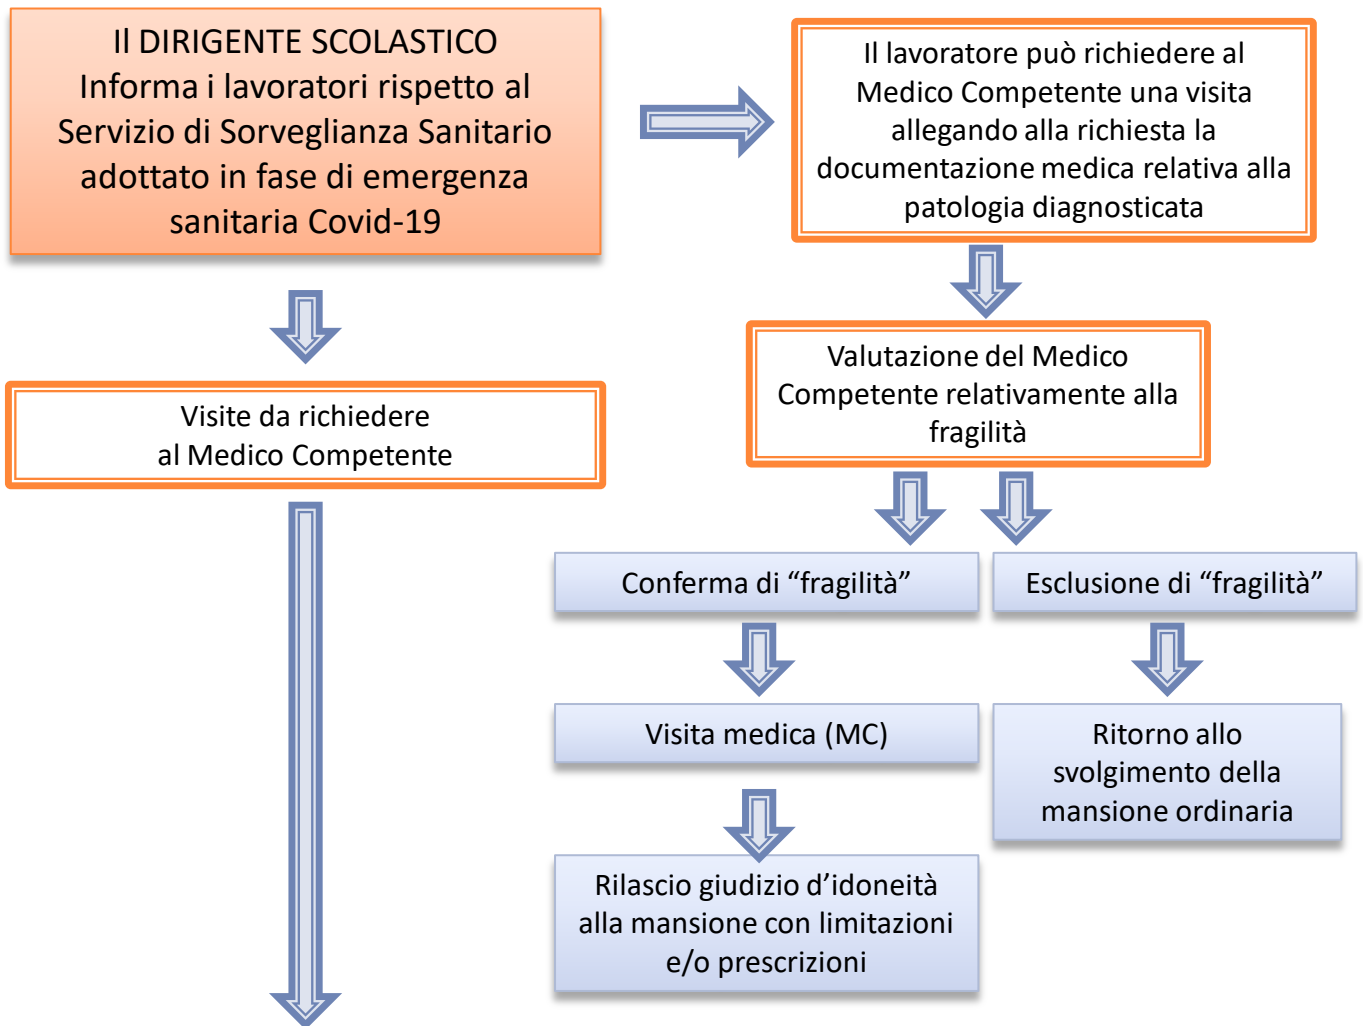 Il DIRIGENTE SCOLASTICO
Informa i lavoratori rispetto al
Servizio di Sorveglianza Sanitario
adottato in fase di emergenza
sanitaria Covid-19
Il lavoratore può richiedere al
Medico Competente una visita
allegando alla richiesta la
documentazione medica relativa alla
patologia diagnosticata
Visite da richiedere
al Medico Competente
Valutazione del Medico
Competente relativamente alla
fragilità
Conferma di “fragilità”
Esclusione di “fragilità”
Visita medica (MC)
Ritorno allo
svolgimento della
mansione ordinaria
Rilascio giudizio d’idoneità
alla mansione con limitazioni
e/o prescrizioni